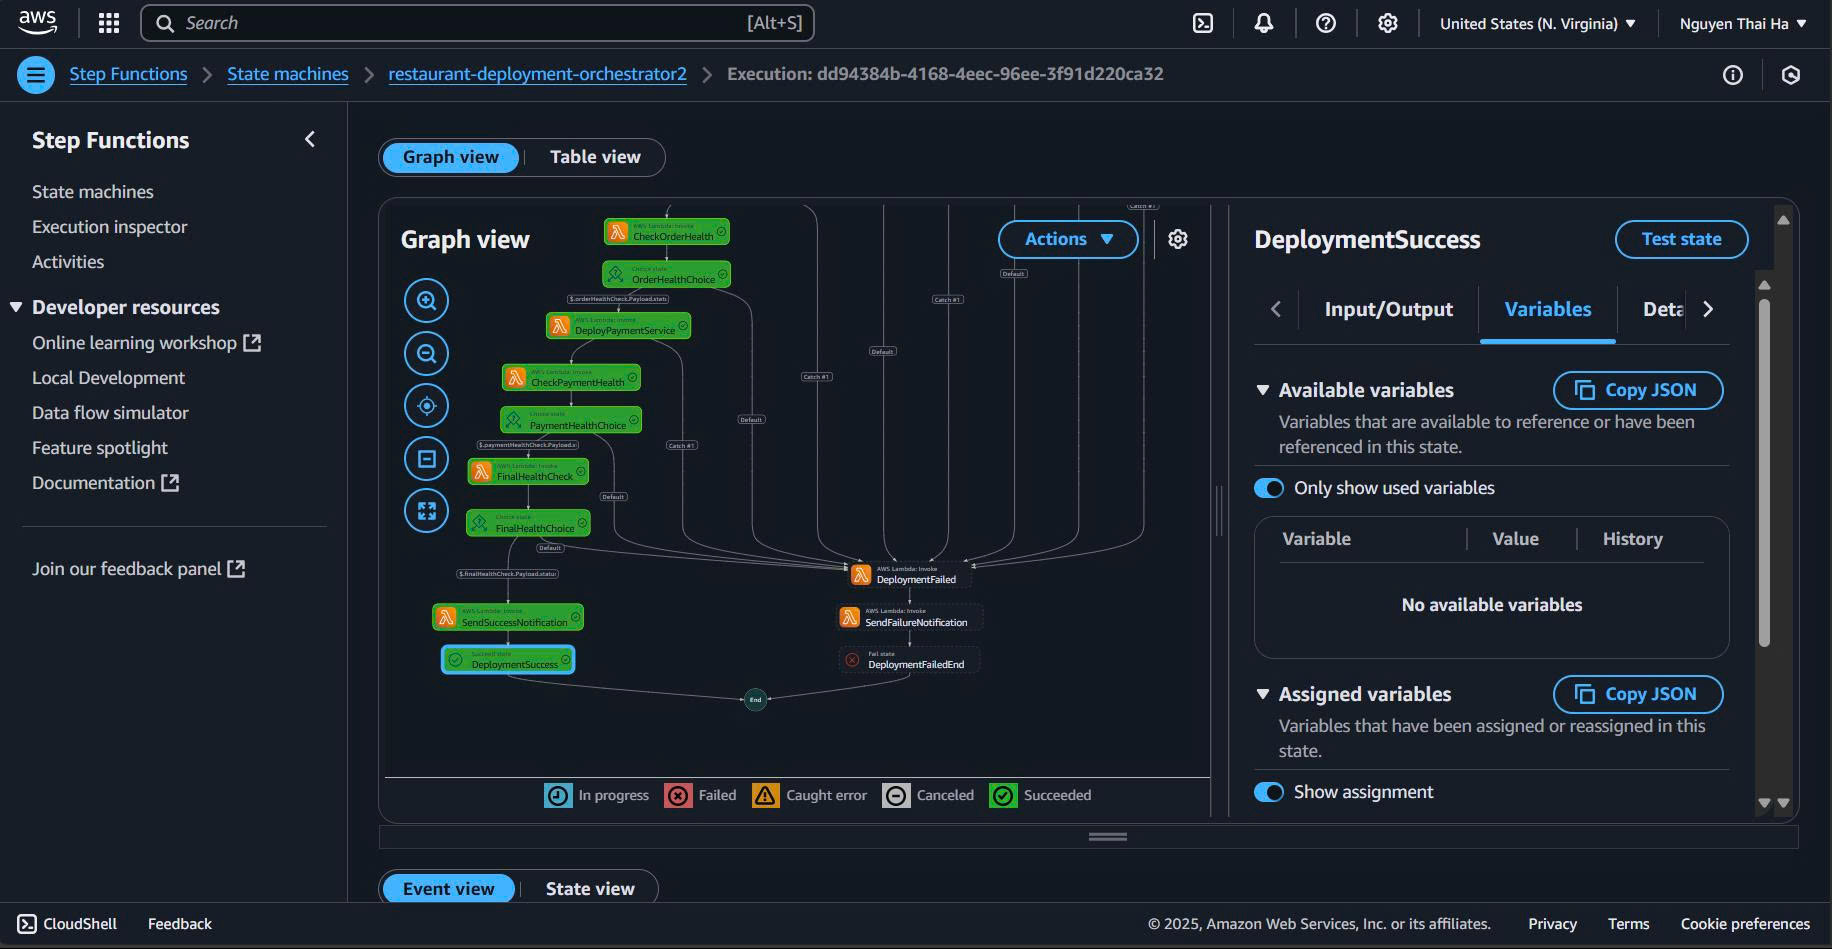 aws
Search [Alt+S]
United States (N. Virginia)
Nguyen Thai Ha
Step Functions
State machines
restaurant-deployment-orchestrator2
Execution: dd94384b-4168-4eec-96ee-3f91d220ca32
Step Functions
State machines
Execution inspector
Activities
Developer resources
Online learning workshop
Local Development
Data flow simulator
Feature spotlight
Documentation
Join our feedback panel
Graph view
Table view
Graph view
Actions
Catch #1
AWS Lambda: Invoke
CheckOrderHealth
Choice state
OrderHealthChoice
Default
$.orderHealthCheck.Payload.stat
Catch #1
AWS Lambda: Invoke
DeployPaymentService
Default
AWS Lambda: Invoke
CheckPaymentHealth
Catch #1
Choice state
PaymentHealthChoice
Default
$.paymentHealthCheck.Payload.s
Catch #1
AWS Lambda: Invoke
FinalHealthCheck
Default
Choice state
FinalHealthChoice
Default
$.finalHealthCheck.Payload.status
AWS Lambda: Invoke
DeploymentFailed
AWS Lambda: Invoke
SendSuccessNotification
AWS Lambda: Invoke
SendFailureNotification
Succeed state
DeploymentSuccess
Fail state
DeploymentFailedEnd
End
In progress
Failed
Caught error
Canceled
Succeeded
DeploymentSuccess
Test state
Input/Output
Variables
Deta
Available variables
Copy JSON
Variables that are available to reference or have been
referenced in this state.
Only show used variables
Variable Value History
No available variables
Assigned variables
Copy JSON
Variables that have been assigned or reassigned in this
state.
Show assignment
Event view
State view
CloudShell
Feedback
© 2025, Amazon Web Services, Inc. or its affiliates.
Privacy
Terms
Cookie preferences